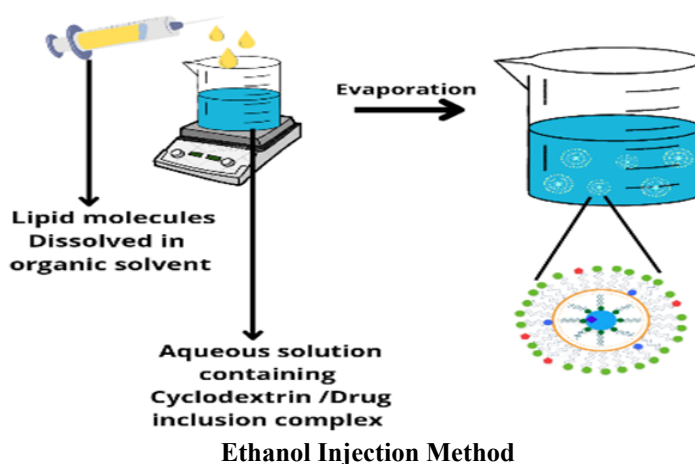 Evaporation
Lipid molecules
Dissolved in
organic solvent
Aqueous solution
containing
Cyclodextrin /Drug
inclusion complex
Ethanol Injection Method